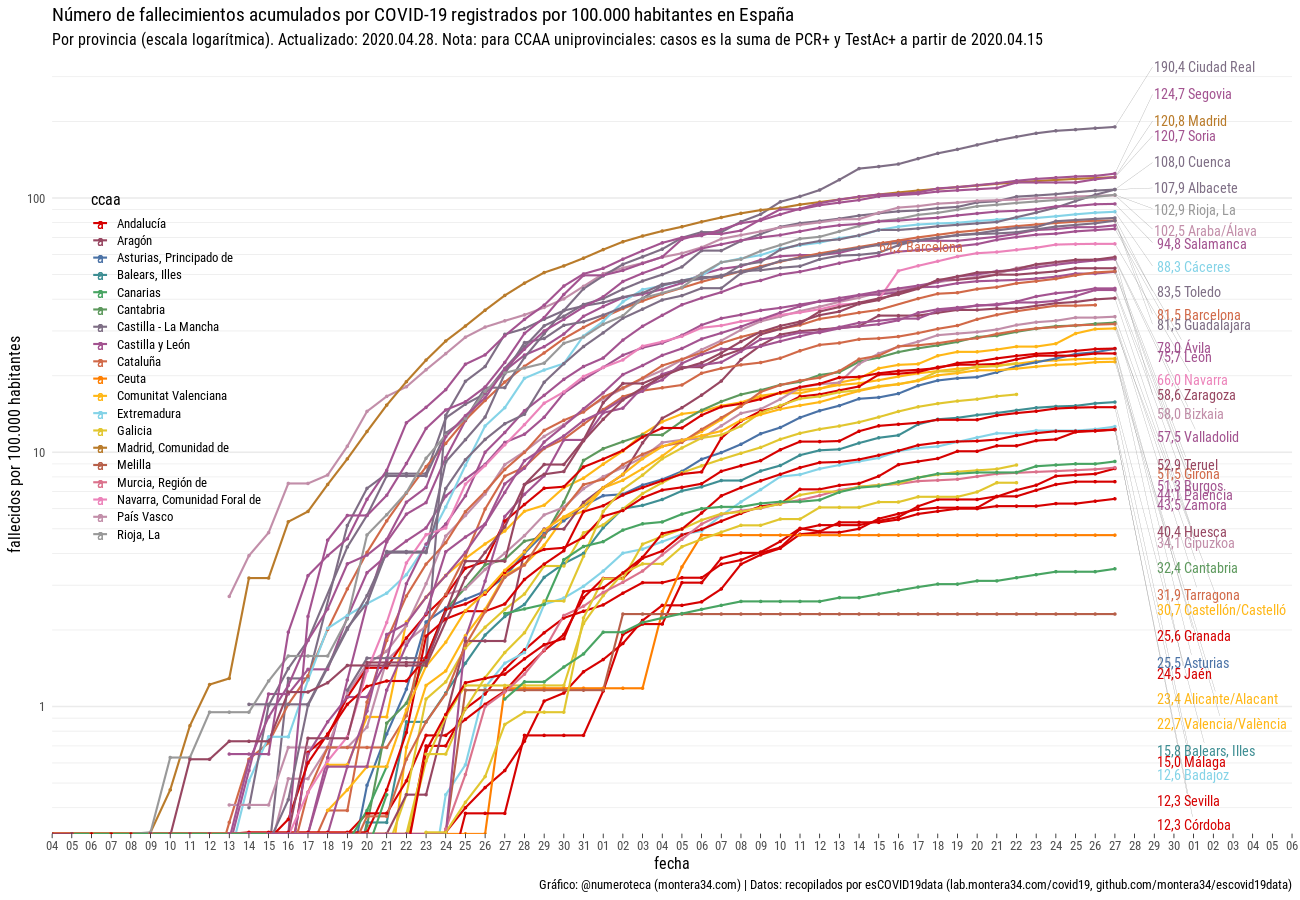 Número de fallecimientos acumulados por COVID-19 registrados por 100.000 habitantes en España
Por provincia (escala logarítmica). Actualizado: 2020.04.28. Nota: para CCAA uniprovinciales: casos es la suma de PCR+ y TestAc+ a partir de 2020.04.15
fallecidos por 100.000 habitantes
100
10
1
ccaa
Andalucía
Aragón
Asturias, Principado de
Balears, Illes
Canarias
Cantabria
Castilla - La Mancha
Castilla y León
Cataluña
Ceuta
Comunitat Valenciana
Extremadura
Galicia
Madrid, Comunidad de
Melilla
Murcia, Región de
Navarra, Comunidad Foral de
País Vasco
Rioja, La
190,4 Ciudad Real
124,7 Segovia
120,8 Madrid
120,7 Soria
108,0 Cuenca
107,9 Albacete
102,9 Rioja, La
102,5 Araba/Álava
94,8 Salamanca
Barcelona
88,3 Cáceres
83,5 Toledo
81,5 Barcelona
81,5 Guadalajara
78,0 Ávila
75,7 León
66,0 Navarra
58,6 Zaragoza
58,0 Bizkaia
57,5 Valladolid
52,9 Teruel
51,5 Girona
51,3 Burgos
44,1 Palencia
43,5 Zamora
40,4 Huesca
34,1 Gipuzkoa
32,4 Cantabria
31,9 Tarragona
30,7 Castellón/Castelló
25,6 Granada
25,5 Asturias
24,5 Jaén
23,4 Alicante/Alacant
22,7 Valencia/València
15,8 Balears, Illes
15,0 Málaga
12,6 Badajoz
12,3 Sevilla
12,3 Córdoba
04 05 06 07 08 09 10 11 12 13 14 15 16 17 18 19 20 21 22 23 24 25 26 27 28 29 30 31 01 02 03 04 05 06 07 08 09 10 11 12 13 14 15 16 17 18 19 20 21 22 23 24 25 26 27 28 29 30 01 02 03 04 05 06
fecha
Gráfico: @numeroteca (montera34.com) | Datos: recopilados por esCOVID19data (lab.montera34.com/covid19, github.com/montera34/escovid19data)